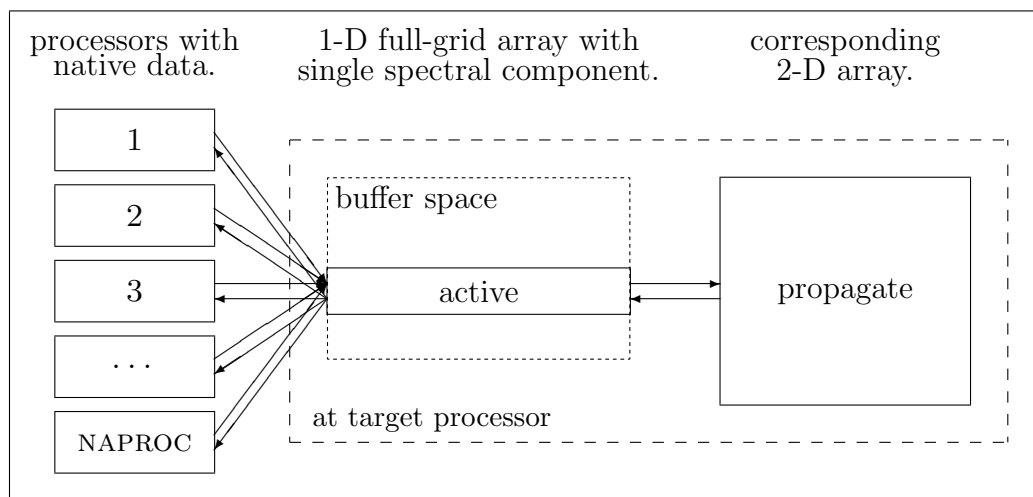 processors with
native data.
1-D full-grid array with
single spectral component.
corresponding
2-D array.
1
2
3
...
NAPROC
buffer space
active
propagate
at target processor